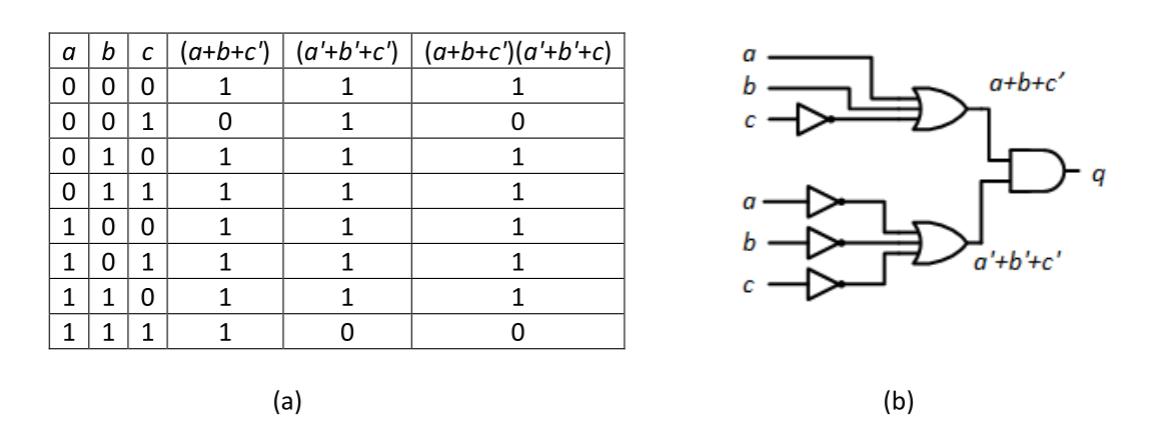 a b c (a+b+c') (a'+b'+c') (a+b+c')(a'+b'+c)
0 0 0 1 1 1
0 0 1 0 1 0
0 1 0 1 1 1
0 1 1 1 1 1
1 0 0 1 1 1
1 0 1 1 1 1
1 1 0 1 1 1
1 1 1 1 0 0
(a)
a
b
c
a+b+c'
q
a
b
c
a'+b'+c'
(b)